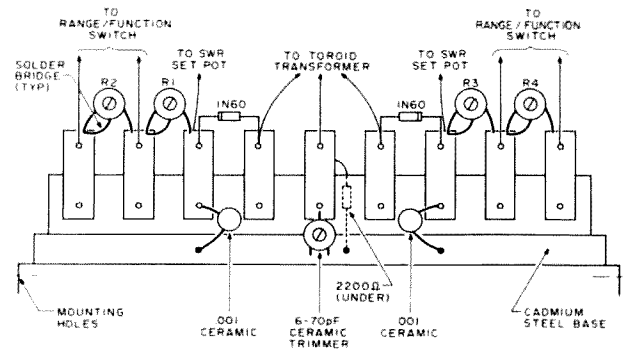 TO
RANGE/FUNCTION
SWITCH
TO
RANGE/FUNCTION
SWITCH
SOLDER
BRIDGE
(TYP)
R2
R1
TO SWR
SET POT
TO TOROID
TRANSFORMER
TO SWR
SET POT
R3
R4
IN60
IN60
2200Ω
(UNDER)
MOUNTING
HOLES
.001
CERAMIC
6-70pF
CERAMIC
TRIMMER
.001
CERAMIC
CADMIUM
STEEL BASE